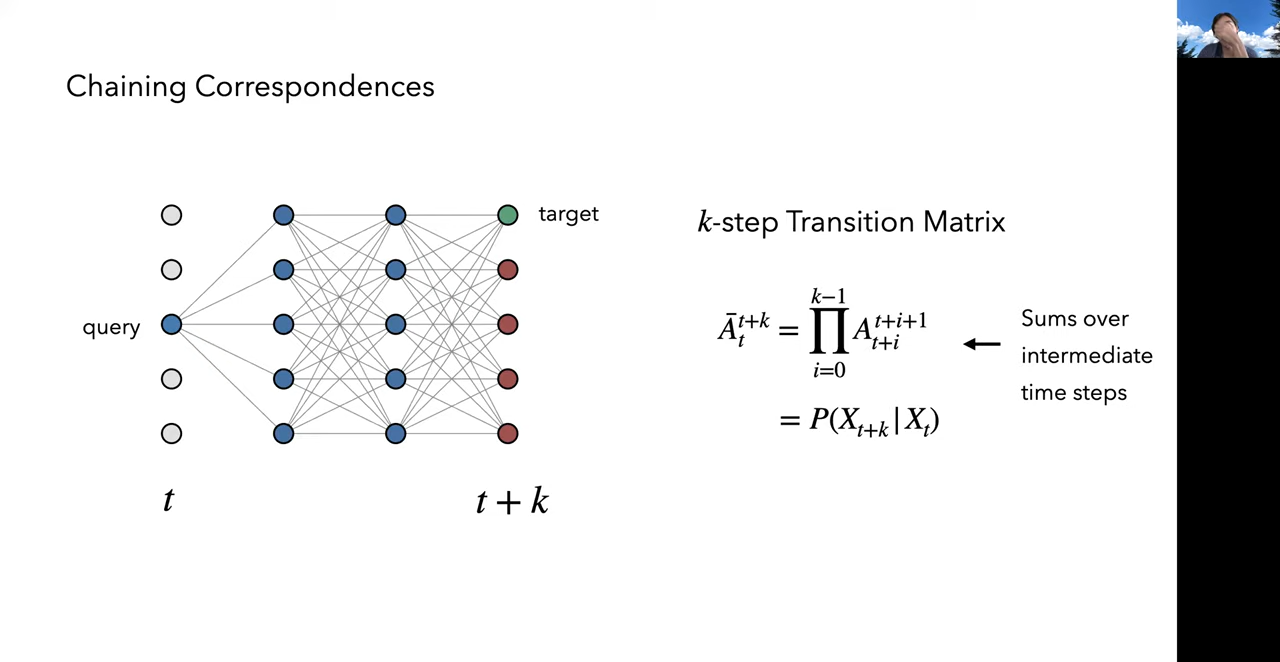 Chaining Correspondences
target
query
t
t + k
k-step Transition Matrix
Ā_t^{t+k} = ∏_{i=0}^{k−1} A_{t+i}^{t+i+1}
= P(X_{t+k} | X_t)
Sums over
intermediate
time steps